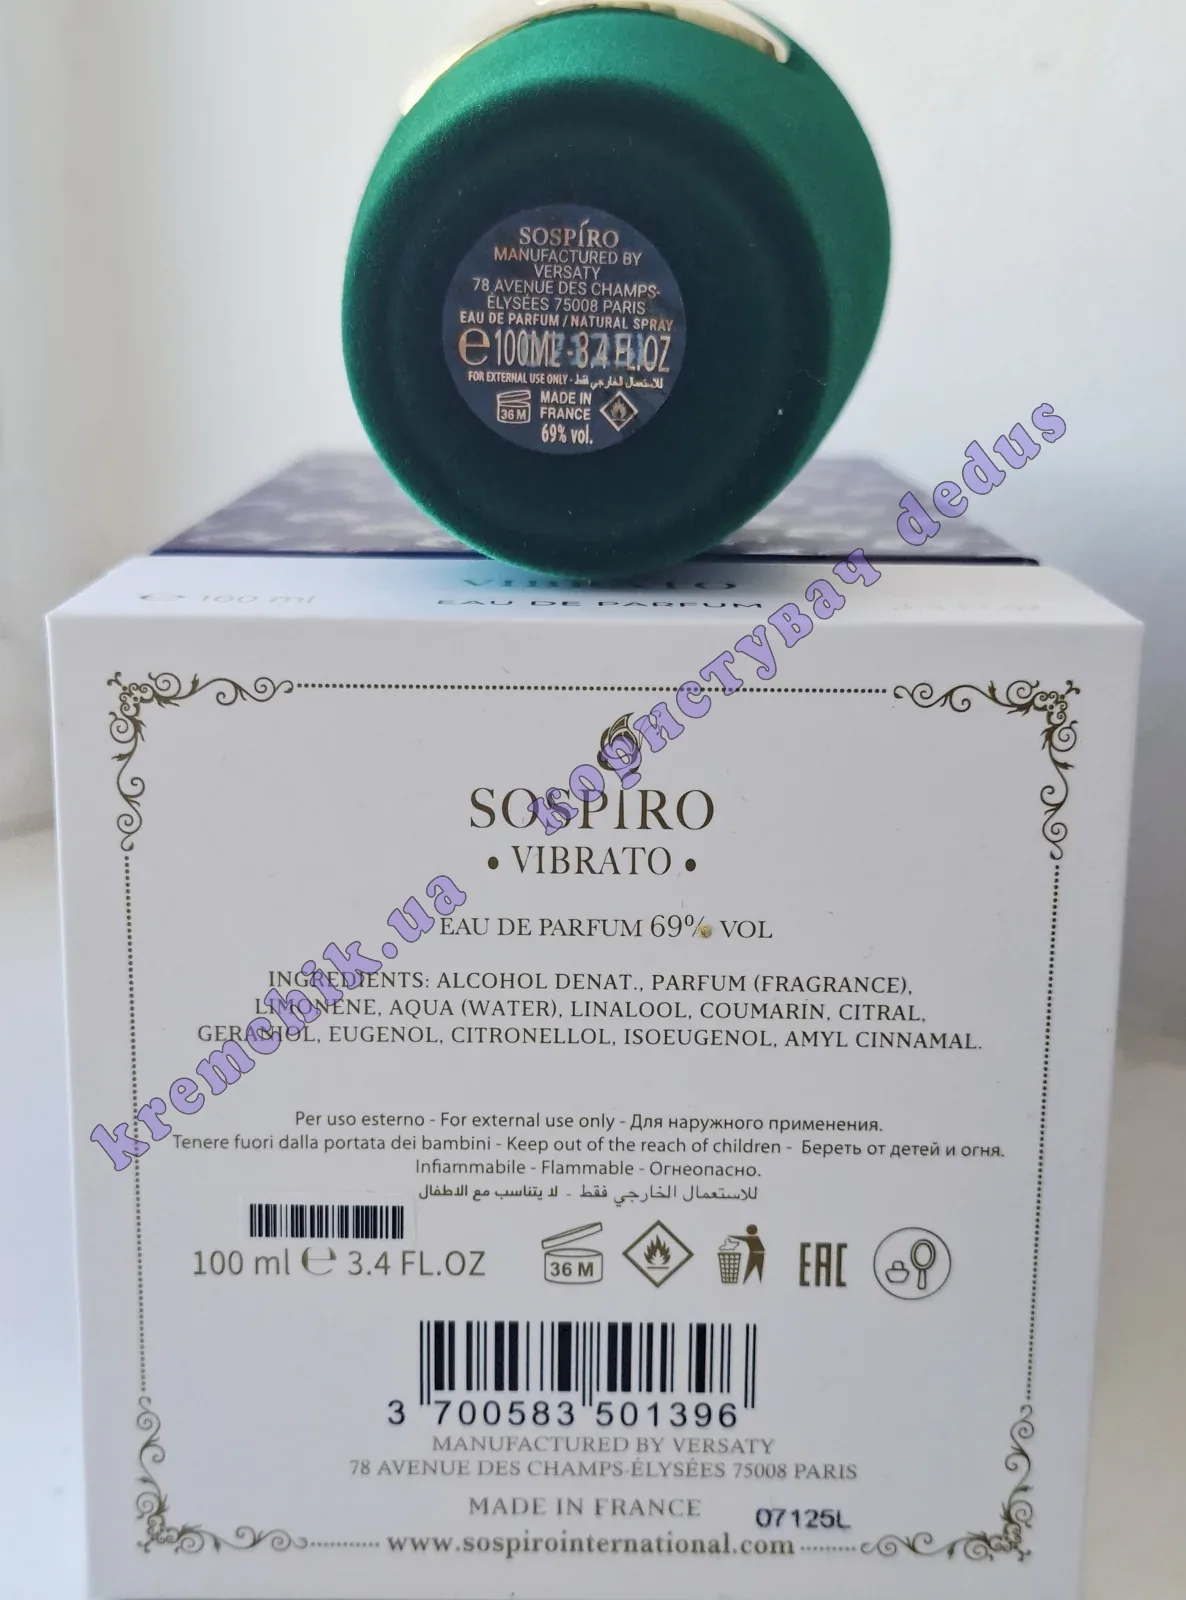 SOSPÍRO
MANUFACTURED BY
VERSATY
78 AVENUE DES CHAMPS-
ÉLYSÉES 75008 PARIS
EAU DE PARFUM / NATURAL SPRAY
e 100ML - 3.4 FL.OZ
FOR EXTERNAL USE ONLY - للاستعمال الخارجي فقط
36 M
MADE IN
FRANCE
69% vol.
VIBRATO
e 100 ml
EAU DE PARFUM
SOSPIRO
• VIBRATO •
EAU DE PARFUM 69% VOL
INGREDIENTS: ALCOHOL DENAT., PARFUM (FRAGRANCE),
LIMONENE, AQUA (WATER), LINALOOL, COUMARIN, CITRAL,
GERANIOL, EUGENOL, CITRONELLOL, ISOEUGENOL, AMYL CINNAMAL.
Per uso esterno - For external use only - Для наружного применения.
Tenere fuori dalla portata dei bambini - Keep out of the reach of children - Береть от детей и огня.
Infiammabile - Flammable - Огнеопасно.
للاستعمال الخارجي فقط - لا يتناسب مع الاطفال
100 ml e 3.4 FL.OZ
36 M
EAC
3 700583 501396
MANUFACTURED BY VERSATY
78 AVENUE DES CHAMPS-ÉLYSÉES 75008 PARIS
MADE IN FRANCE
07125L
www.sospirointernational.com
kremchik.ua користувач dedus